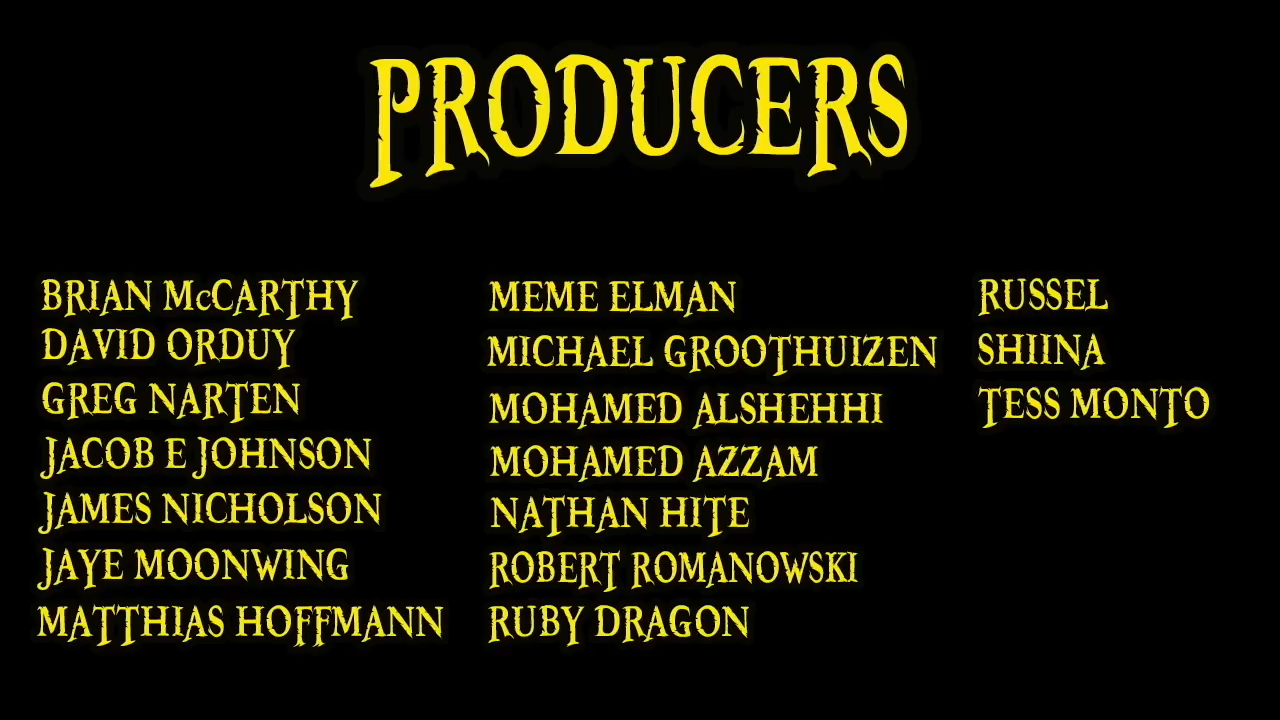 PRODUCERS
BRIAN McCARTHY
DAVID ORDUY
GREG NARTEN
JACOB E JOHNSON
JAMES NICHOLSON
JAYE MOONWING
MATTHIAS HOFFMANN
MEME ELMAN
MICHAEL GROOTHUIZEN
MOHAMED ALSHEHHI
MOHAMED AZZAM
NATHAN HITE
ROBERT ROMANOWSKI
RUBY DRAGON
RUSSEL
SHIINA
TESS MONTO